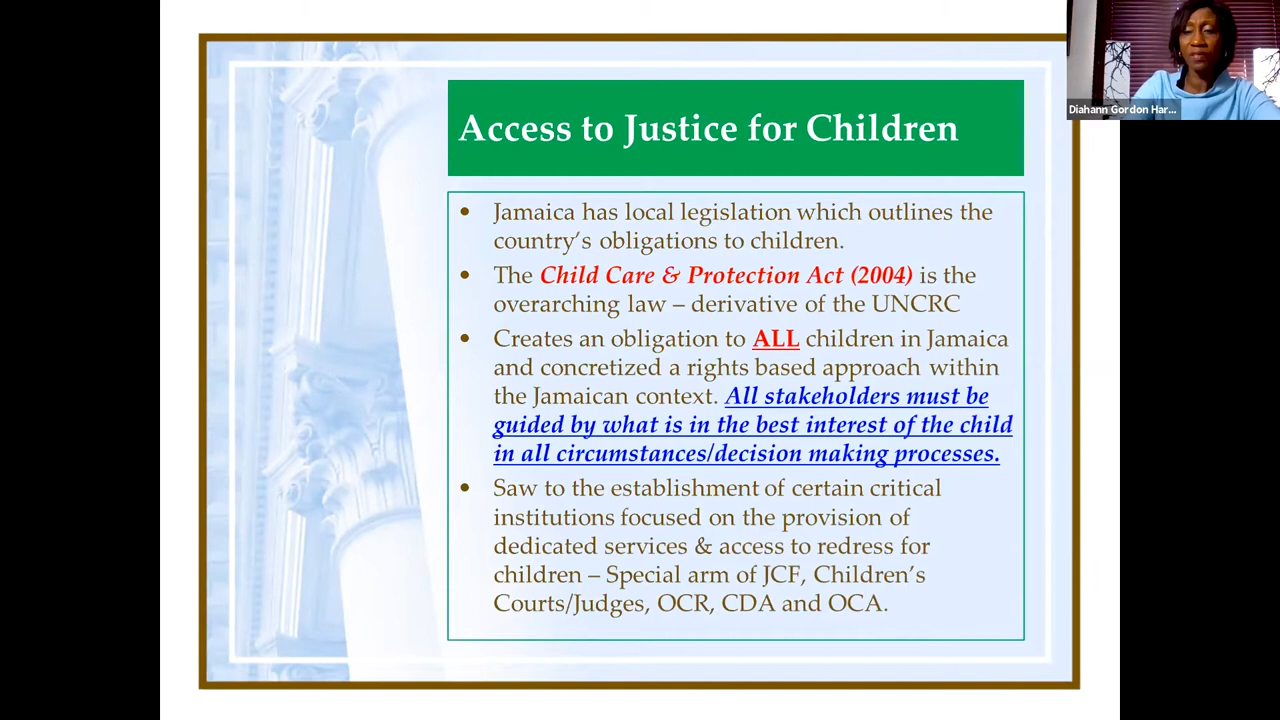 Access to Justice for Children
• Jamaica has local legislation which outlines the
country's obligations to children.
• The Child Care & Protection Act (2004) is the
overarching law – derivative of the UNCRC
• Creates an obligation to ALL children in Jamaica
and concretized a rights based approach within
the Jamaican context. All stakeholders must be
guided by what is in the best interest of the child
in all circumstances/decision making processes.
• Saw to the establishment of certain critical
institutions focused on the provision of
dedicated services & access to redress for
children – Special arm of JCF, Children's
Courts/Judges, OCR, CDA and OCA.
Diahann Gordon Har...